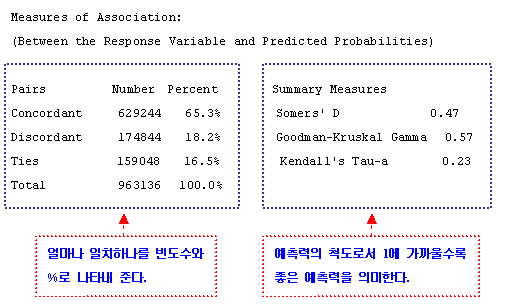 Measures of Association:
(Between the Response Variable and Predicted Probabilities)
Pairs Number Percent
Concordant 629244 65.3%
Discordant 174844 18.2%
Ties 159048 16.5%
Total 963136 100.0%
Summary Measures
Somers' D 0.47
Goodman-Kruskal Gamma 0.57
Kendall's Tau-a 0.23
얼마나 일치하나를 빈도수와
%로 나타내 준다.
예측력의 척도로서 1에 가까울수록
좋은 예측력을 의미한다.